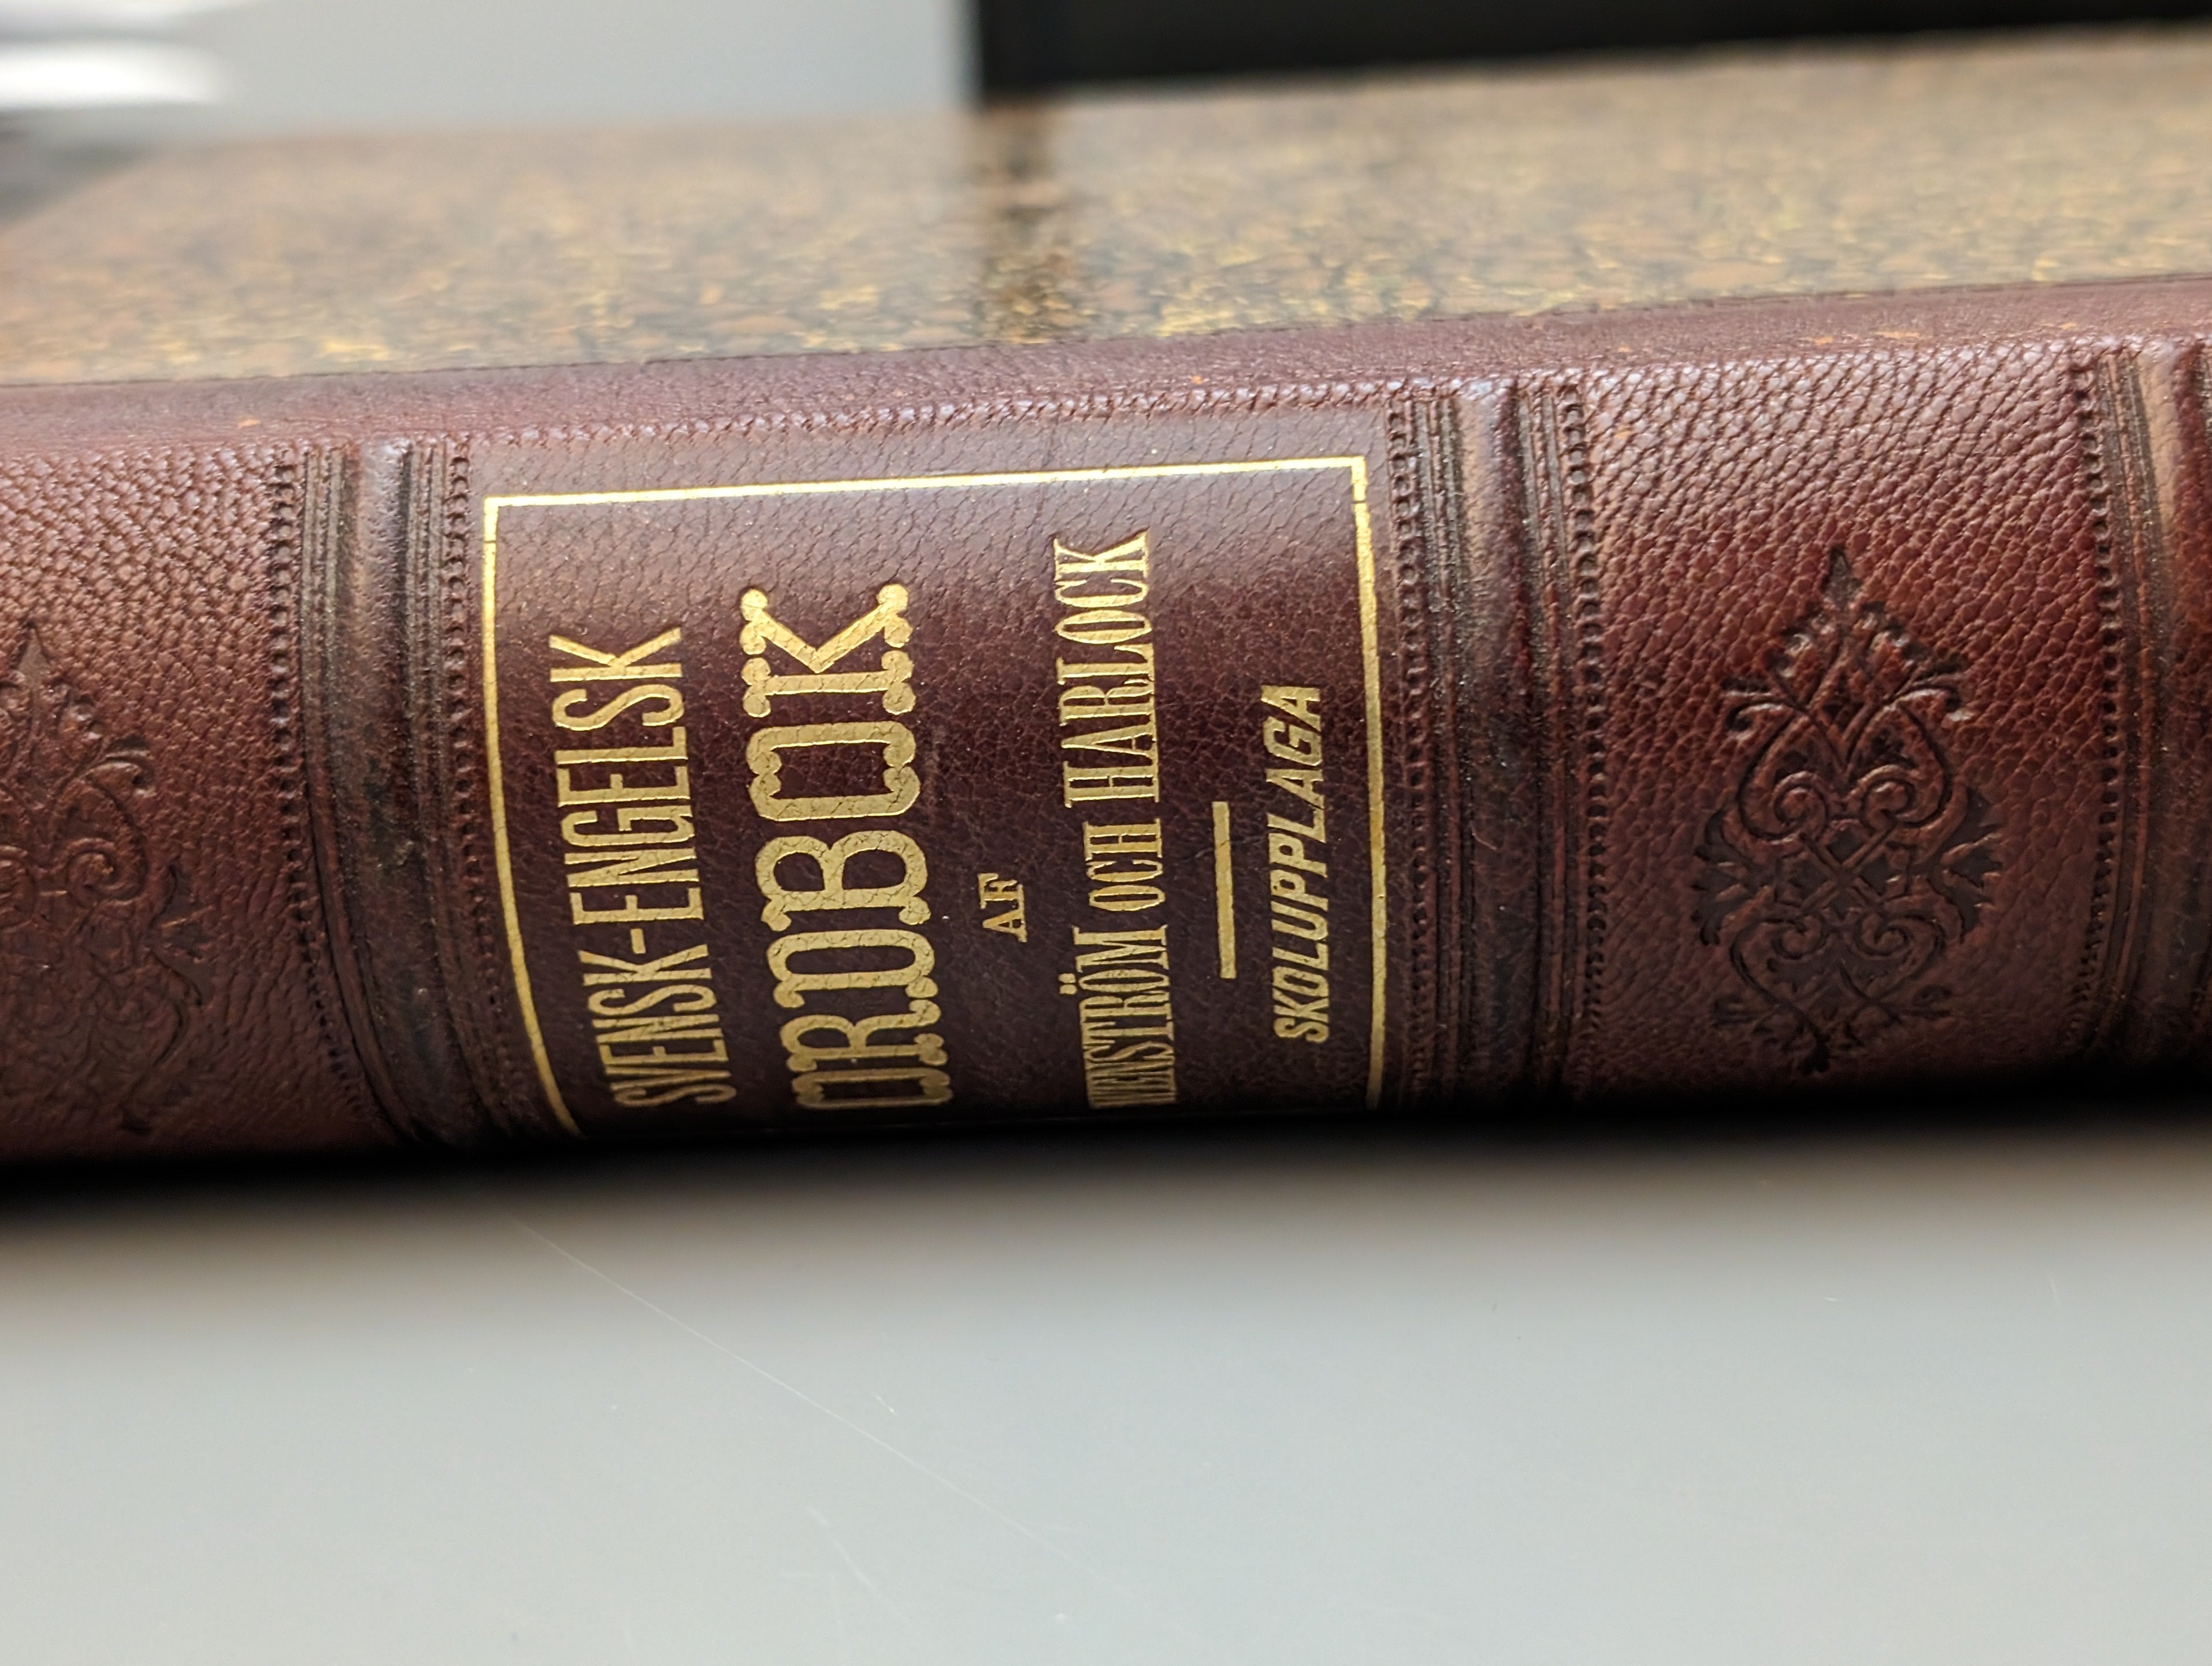 SVENSK-ENGELSK
ORDBOK
AF
WENSTRÖM OCH HARLOCK
SKOLUPPLAGA